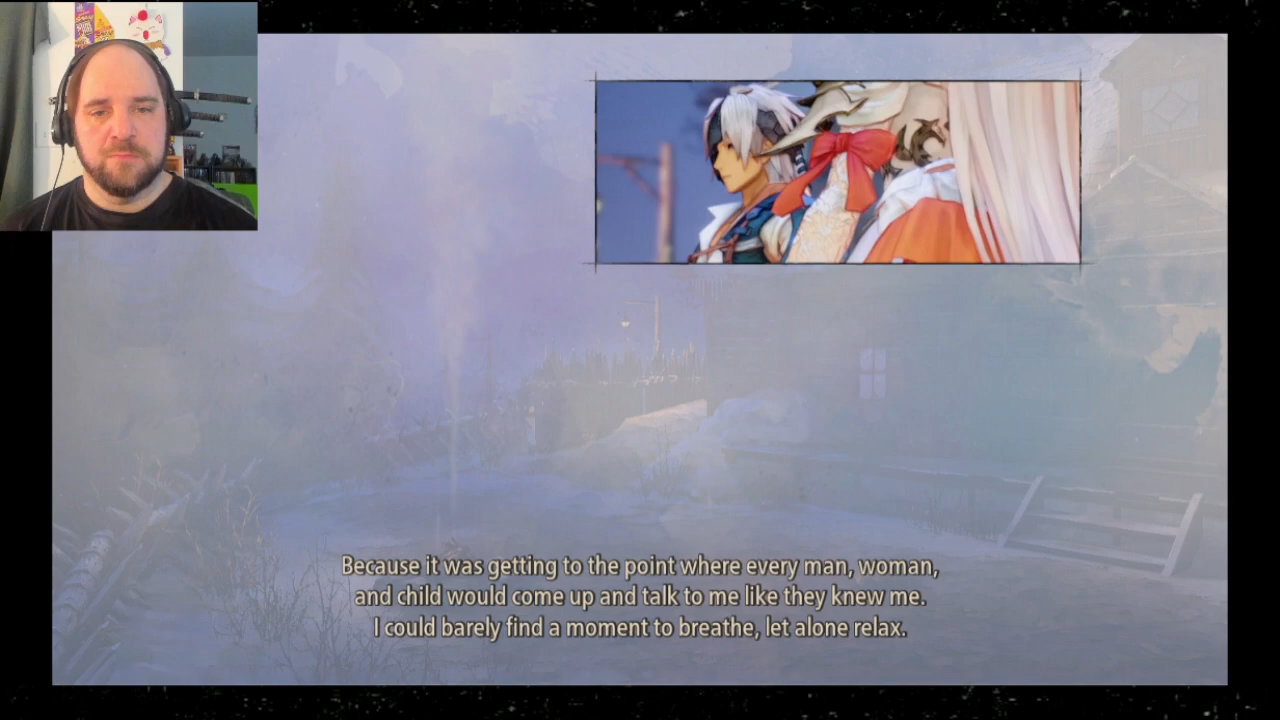 Because it was getting to the point where every man, woman,
and child would come up and talk to me like they knew me.
I could barely find a moment to breathe, let alone relax.